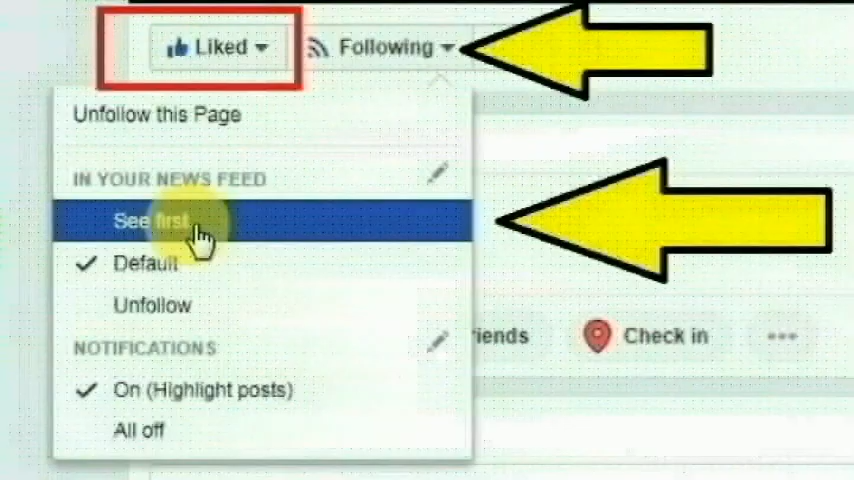 Liked Following
Unfollow this Page
IN YOUR NEWS FEED
See first
Default
Unfollow
NOTIFICATIONS
riends Check in
On (Highlight posts)
All off